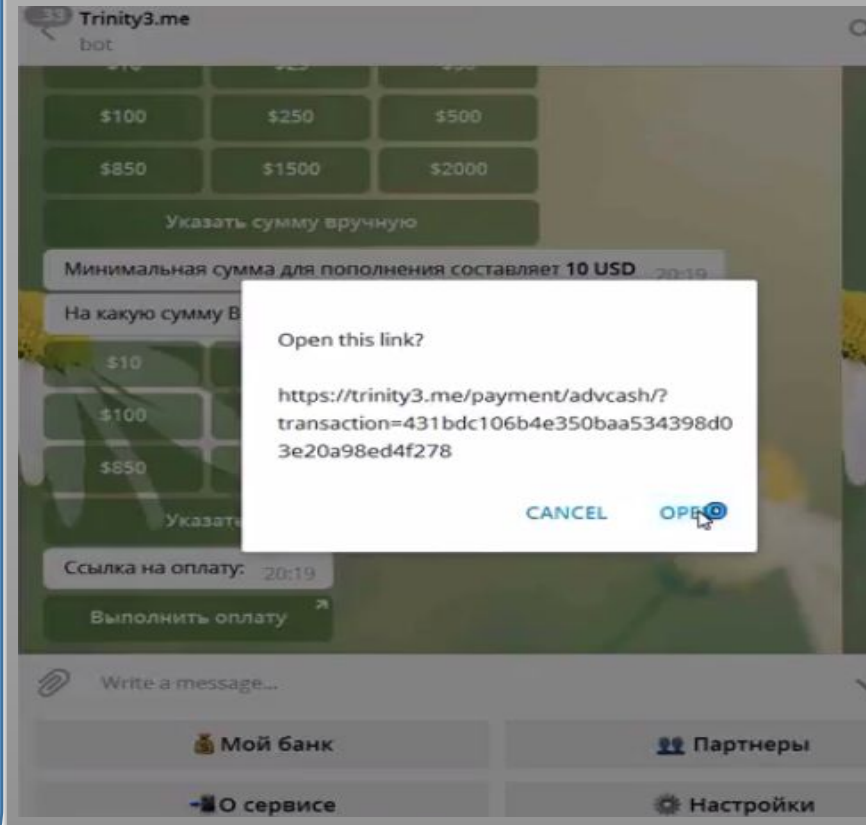 33
Trinity3.me
bot
$100 $250 $500
$850 $1500 $2000
Указать сумму вручную
Минимальная сумма для пополнения составляет 10 USD 20:19
На какую сумму В
Open this link?
$10
https://trinity3.me/payment/advcash/?
$100
transaction=431bdc106b4e350baa534398d0
3e20a98ed4f278
$850
CANCEL OPEN
Указать
Ссылка на оплату: 20:19
Выполнить оплату
Write a message...
Мой банк Партнеры
О сервисе Настройки